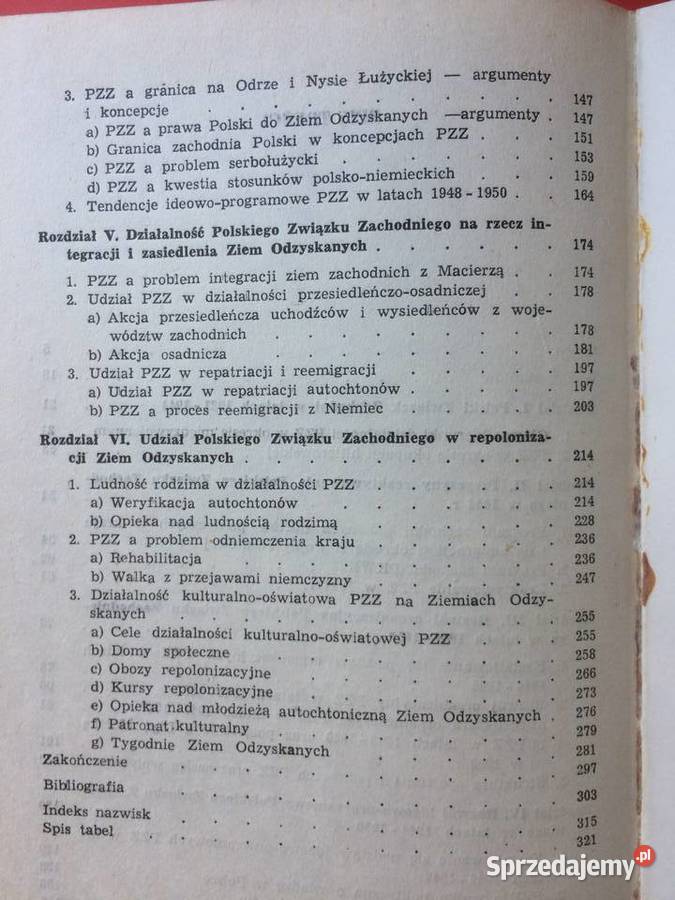 3. PZZ a granica na Odrze i Nysie Łużyckiej — argumenty
i koncepcje . . . . . . . . . . 147
a) PZZ a prawa Polski do Ziem Odzyskanych —argumenty . 147
b) Granica zachodnia Polski w koncepcjach PZZ . . . 151
c) PZZ a problem serbołużycki . . . . . . 153
d) PZZ a kwestia stosunków polsko-niemieckich . . . 159
4. Tendencje ideowo-programowe PZZ w latach 1948 - 1950 . . 164
Rozdział V. Działalność Polskiego Związku Zachodniego na rzecz in-
tegracji i zasiedlenia Ziem Odzyskanych . . . . . . 174
1. PZZ a problem integracji ziem zachodnich z Macierzą . . 174
2. Udział PZZ w działalności przesiedleńczo-osadniczej . . 178
a) Akcja przesiedleńcza uchodźców i wysiedleńców z woje-
wództw zachodnich . . . . . . . . 178
b) Akcja osadnicza . . . . . . . . 181
3. Udział PZZ w repatriacji i reemigracji . . . . . 197
a) Udział PZZ w repatriacji autochtonów . . . . . 197
b) PZZ a proces reemigracji z Niemiec . . . . . 203
Rozdział VI. Udział Polskiego Związku Zachodniego w repoloniza-
cji Ziem Odzyskanych . . . . . . . . . 214
1. Ludność rodzima w działalności PZZ . . . . . 214
a) Weryfikacja autochtonów . . . . . . 214
b) Opieka nad ludnością rodzimą . . . . . 228
2. PZZ a problem odniemczenia kraju . . . . . 236
a) Rehabilitacja . . . . . . . . 236
b) Walka z przejawami niemczyzny . . . . . 247
3. Działalność kulturalno-oświatowa PZZ na Ziemiach Odzy-
skanych . . . . . . . . . . 255
a) Cele działalności kulturalno-oświatowej PZZ . . . 255
b) Domy społeczne . . . . . . . . 258
c) Obozy repolonizacyjne . . . . . . 266
d) Kursy repolonizacyjne . . . . . . 273
e) Opieka nad młodzieżą autochtoniczną Ziem Odzyskanych . 276
f) Patronat kulturalny . . . . . . . 279
g) Tygodnie Ziem Odzyskanych . . . . . 281
Zakończenie . . . . . . . . . . 297
Bibliografia . . . . . . . . . . 303
Indeks nazwisk . . . . . . . . . 315
Spis tabel . . . . . . . . . . 321
Sprzedajemy.pl